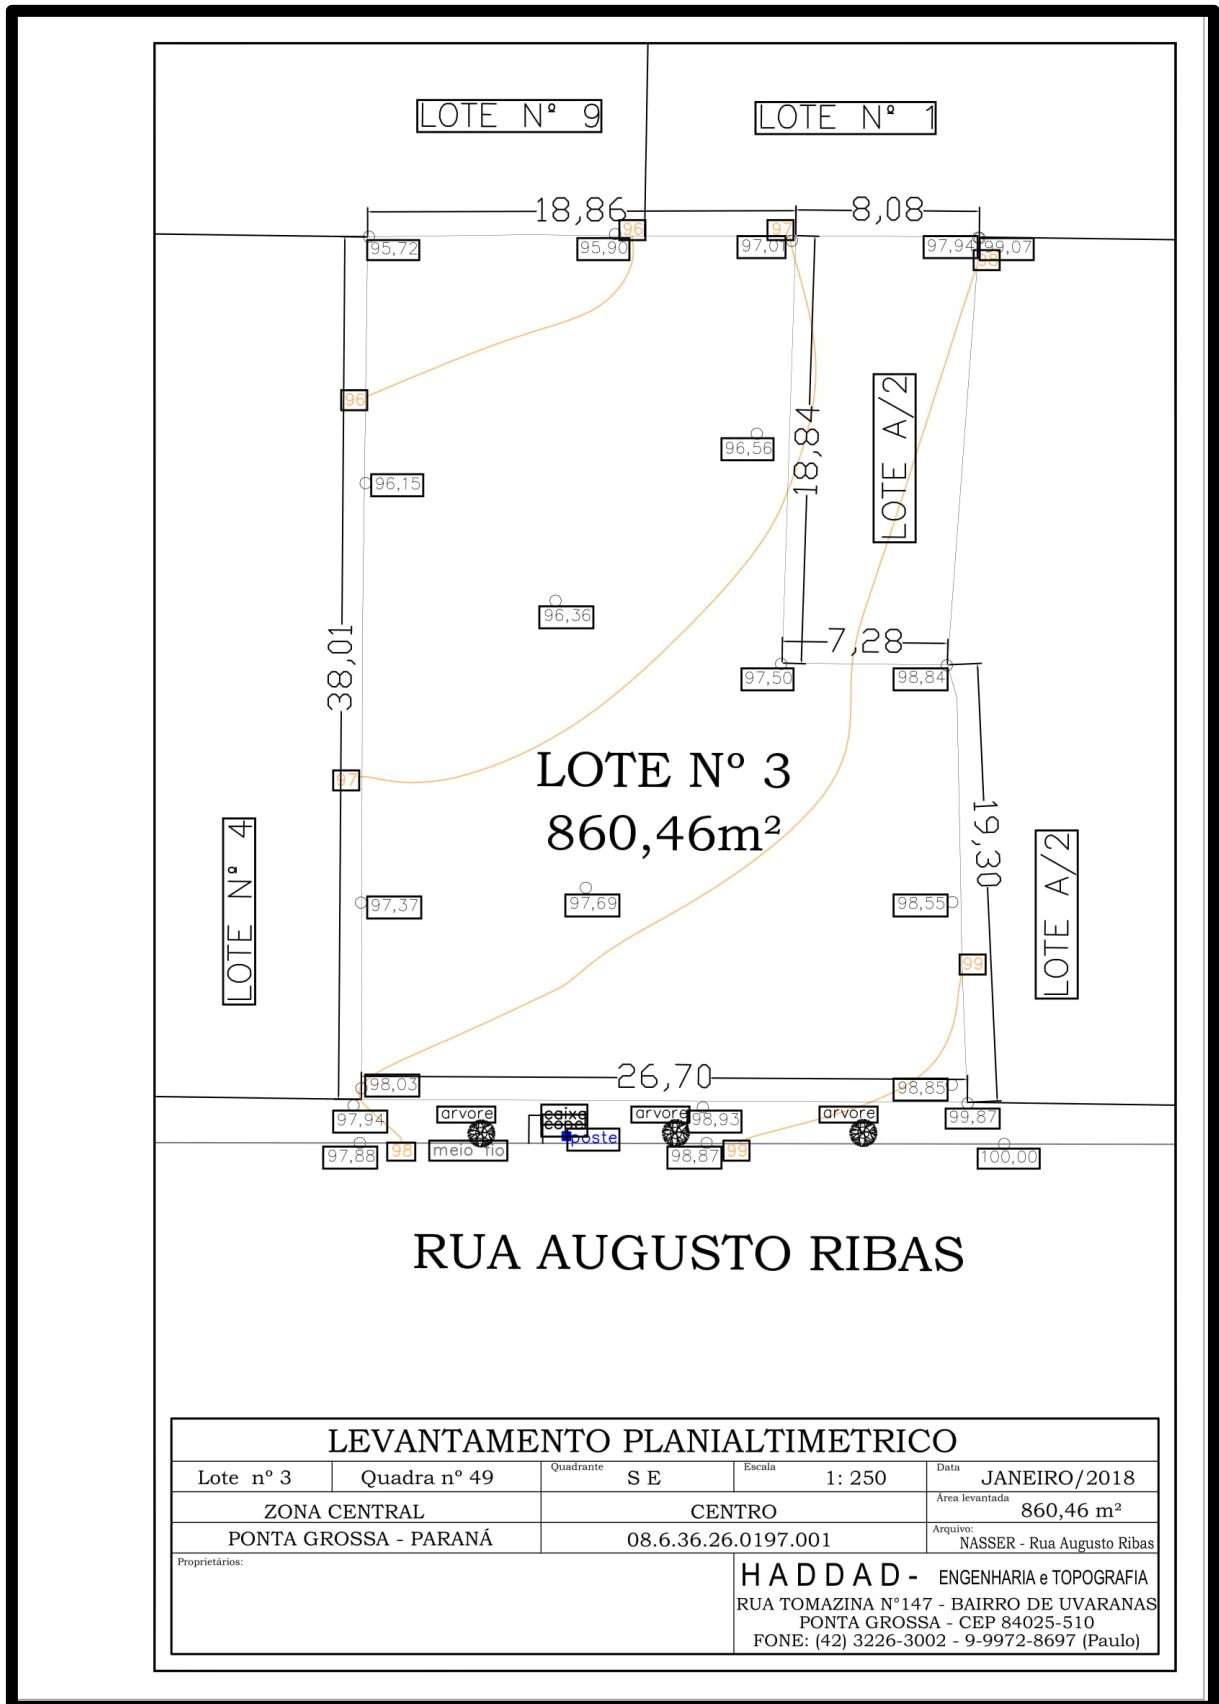 LOTE Nº 9
LOTE Nº 1
18,86
8,08
96
97
95,72
95,90
97,01
97,94
99,07
98
96
18,84
LOTE A/2
96,56
96,15
96,36
38,01
7,28
97,50
98,84
LOTE Nº 3
860,46m²
97
19,30
LOTE Nº 4
LOTE A/2
97,37
97,69
98,55
99
26,70
98,03
98,85
97,94
arvore
caixa
copel
arvore
98,93
arvore
99,87
poste
97,88
98
meio fio
98,87
99
100,00
RUA AUGUSTO RIBAS
LEVANTAMENTO PLANIALTIMETRICO
Lote nº 3
Quadra nº 49
Quadrante
S E
Escala
1: 250
Data
JANEIRO/2018
ZONA CENTRAL
CENTRO
Área levantada
860,46 m²
PONTA GROSSA - PARANÁ
08.6.36.26.0197.001
Arquivo:
NASSER - Rua Augusto Ribas
Proprietários:
HADDAD - ENGENHARIA e TOPOGRAFIA
RUA TOMAZINA N°147 - BAIRRO DE UVARANAS
PONTA GROSSA - CEP 84025-510
FONE: (42) 3226-3002 - 9-9972-8697 (Paulo)